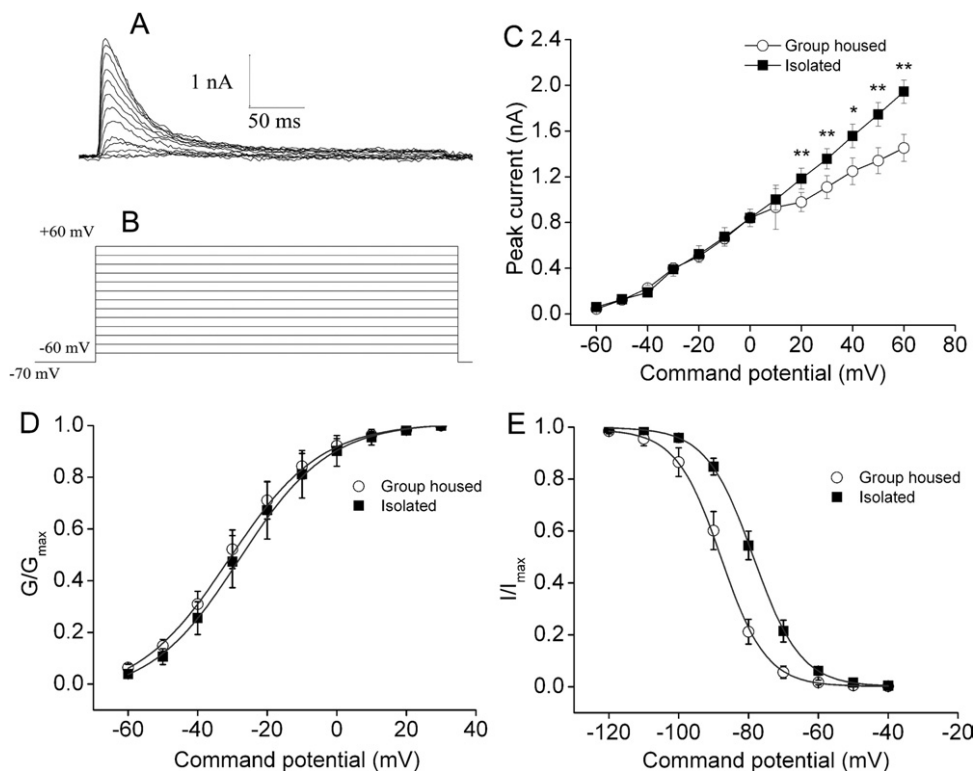 A
1 nA
50 ms
B
+60 mV
-60 mV
-70 mV
C
Group housed
Isolated
** ** * ** **
Peak current (nA)
2.4
2.0
1.6
1.2
0.8
0.4
0.0
-60 -40 -20 0 20 40 60 80
Command potential (mV)
D
Group housed
Isolated
G/Gmax
1.0
0.8
0.6
0.4
0.2
0.0
-60 -40 -20 0 20 40
Command potential (mV)
E
Group housed
Isolated
I/Imax
1.0
0.8
0.6
0.4
0.2
0.0
-120 -100 -80 -60 -40 -20
Command potential (mV)